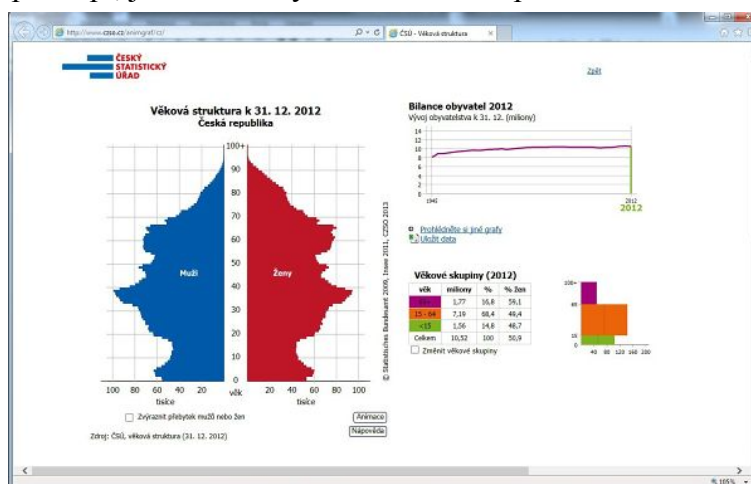 http://www.czso.cz/animgraf/cz/
ČSÚ - Věková struktura
ČESKÝ
STATISTICKÝ
ÚŘAD
Zpět
Věková struktura k 31. 12. 2012
Česká republika
100+
90
80
70
60
50
40
30
20
10
0
Muži
Ženy
100 80 60 40 20 věk 20 40 60 80 100
tisíce tisíce
© Statistisches Bundesamt 2009, Insee 2011, CZSO 2013
Zvýraznit přebytek mužů nebo žen
Animace
Nápověda
Zdroj: ČSÚ, věková struktura (31. 12. 2012)
Bilance obyvatel 2012
Vývoj obyvatelstva k 31. 12. (miliony)
14
12
10
8
6
4
2
0
2012
2012
Prohlédněte si jiné grafy
Uložit data
Věkové skupiny (2012)
věk miliony % % žen
1,77 16,8 59,1
15 - 64 7,19 68,4 49,4
<15 1,56 14,8 48,7
Celkem 10,52 100 50,9
Změnit věkové skupiny
100+
65
15
0
40 80 120 160 200
105%